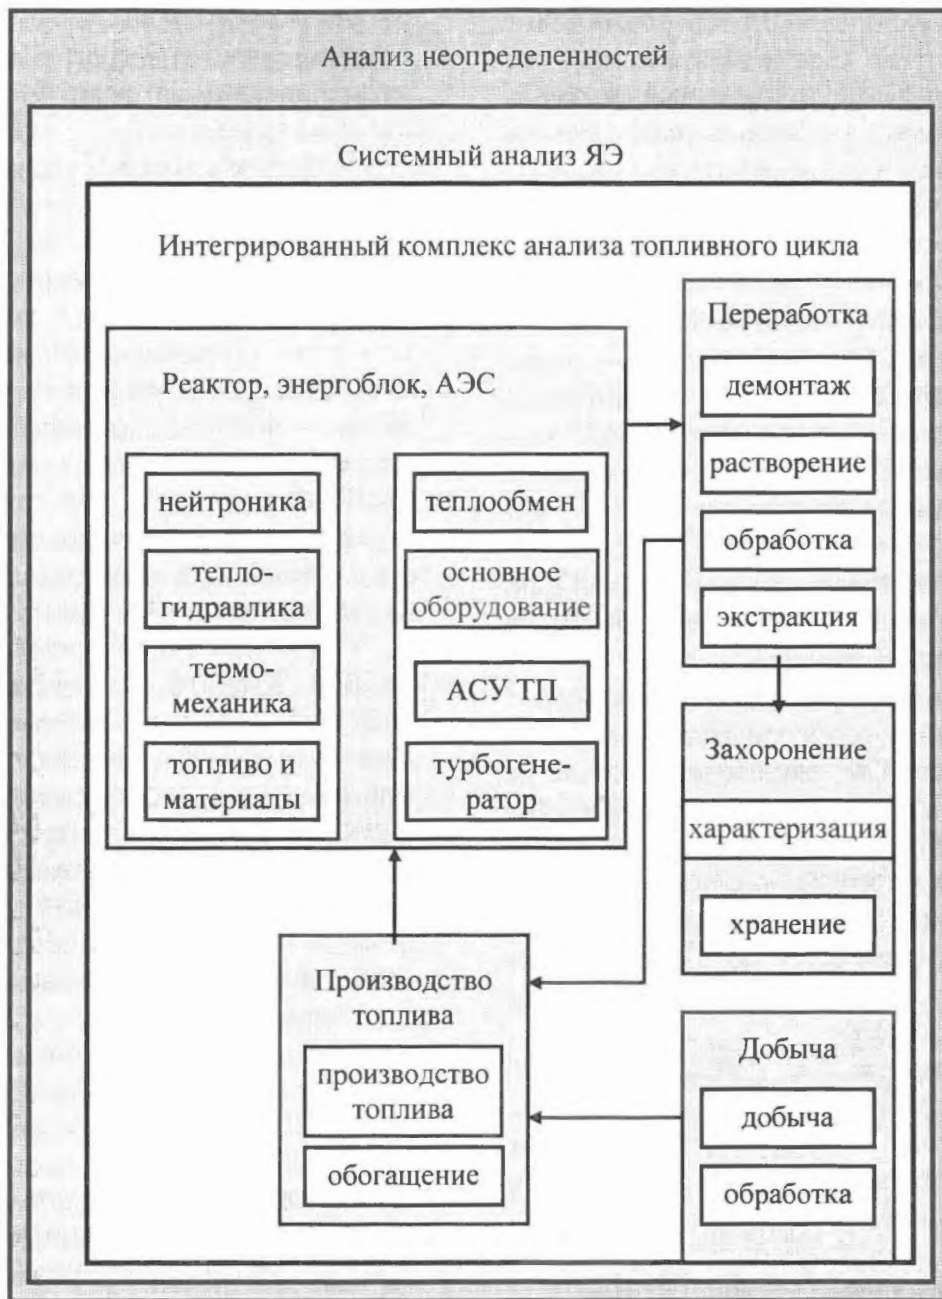 Анализ неопределенностей
Системный анализ ЯЭ
Интегрированный комплекс анализа топливного цикла
Реактор, энергоблок, АЭС
нейтроника
тепло-
гидравлика
термо-
механика
топливо и
материалы
теплообмен
основное
оборудование
АСУ ТП
турбогене-
ратор
Переработка
демонтаж
растворение
обработка
экстракция
Захоронение
характеризация
хранение
Производство
топлива
производство
топлива
обогащение
Добыча
добыча
обработка